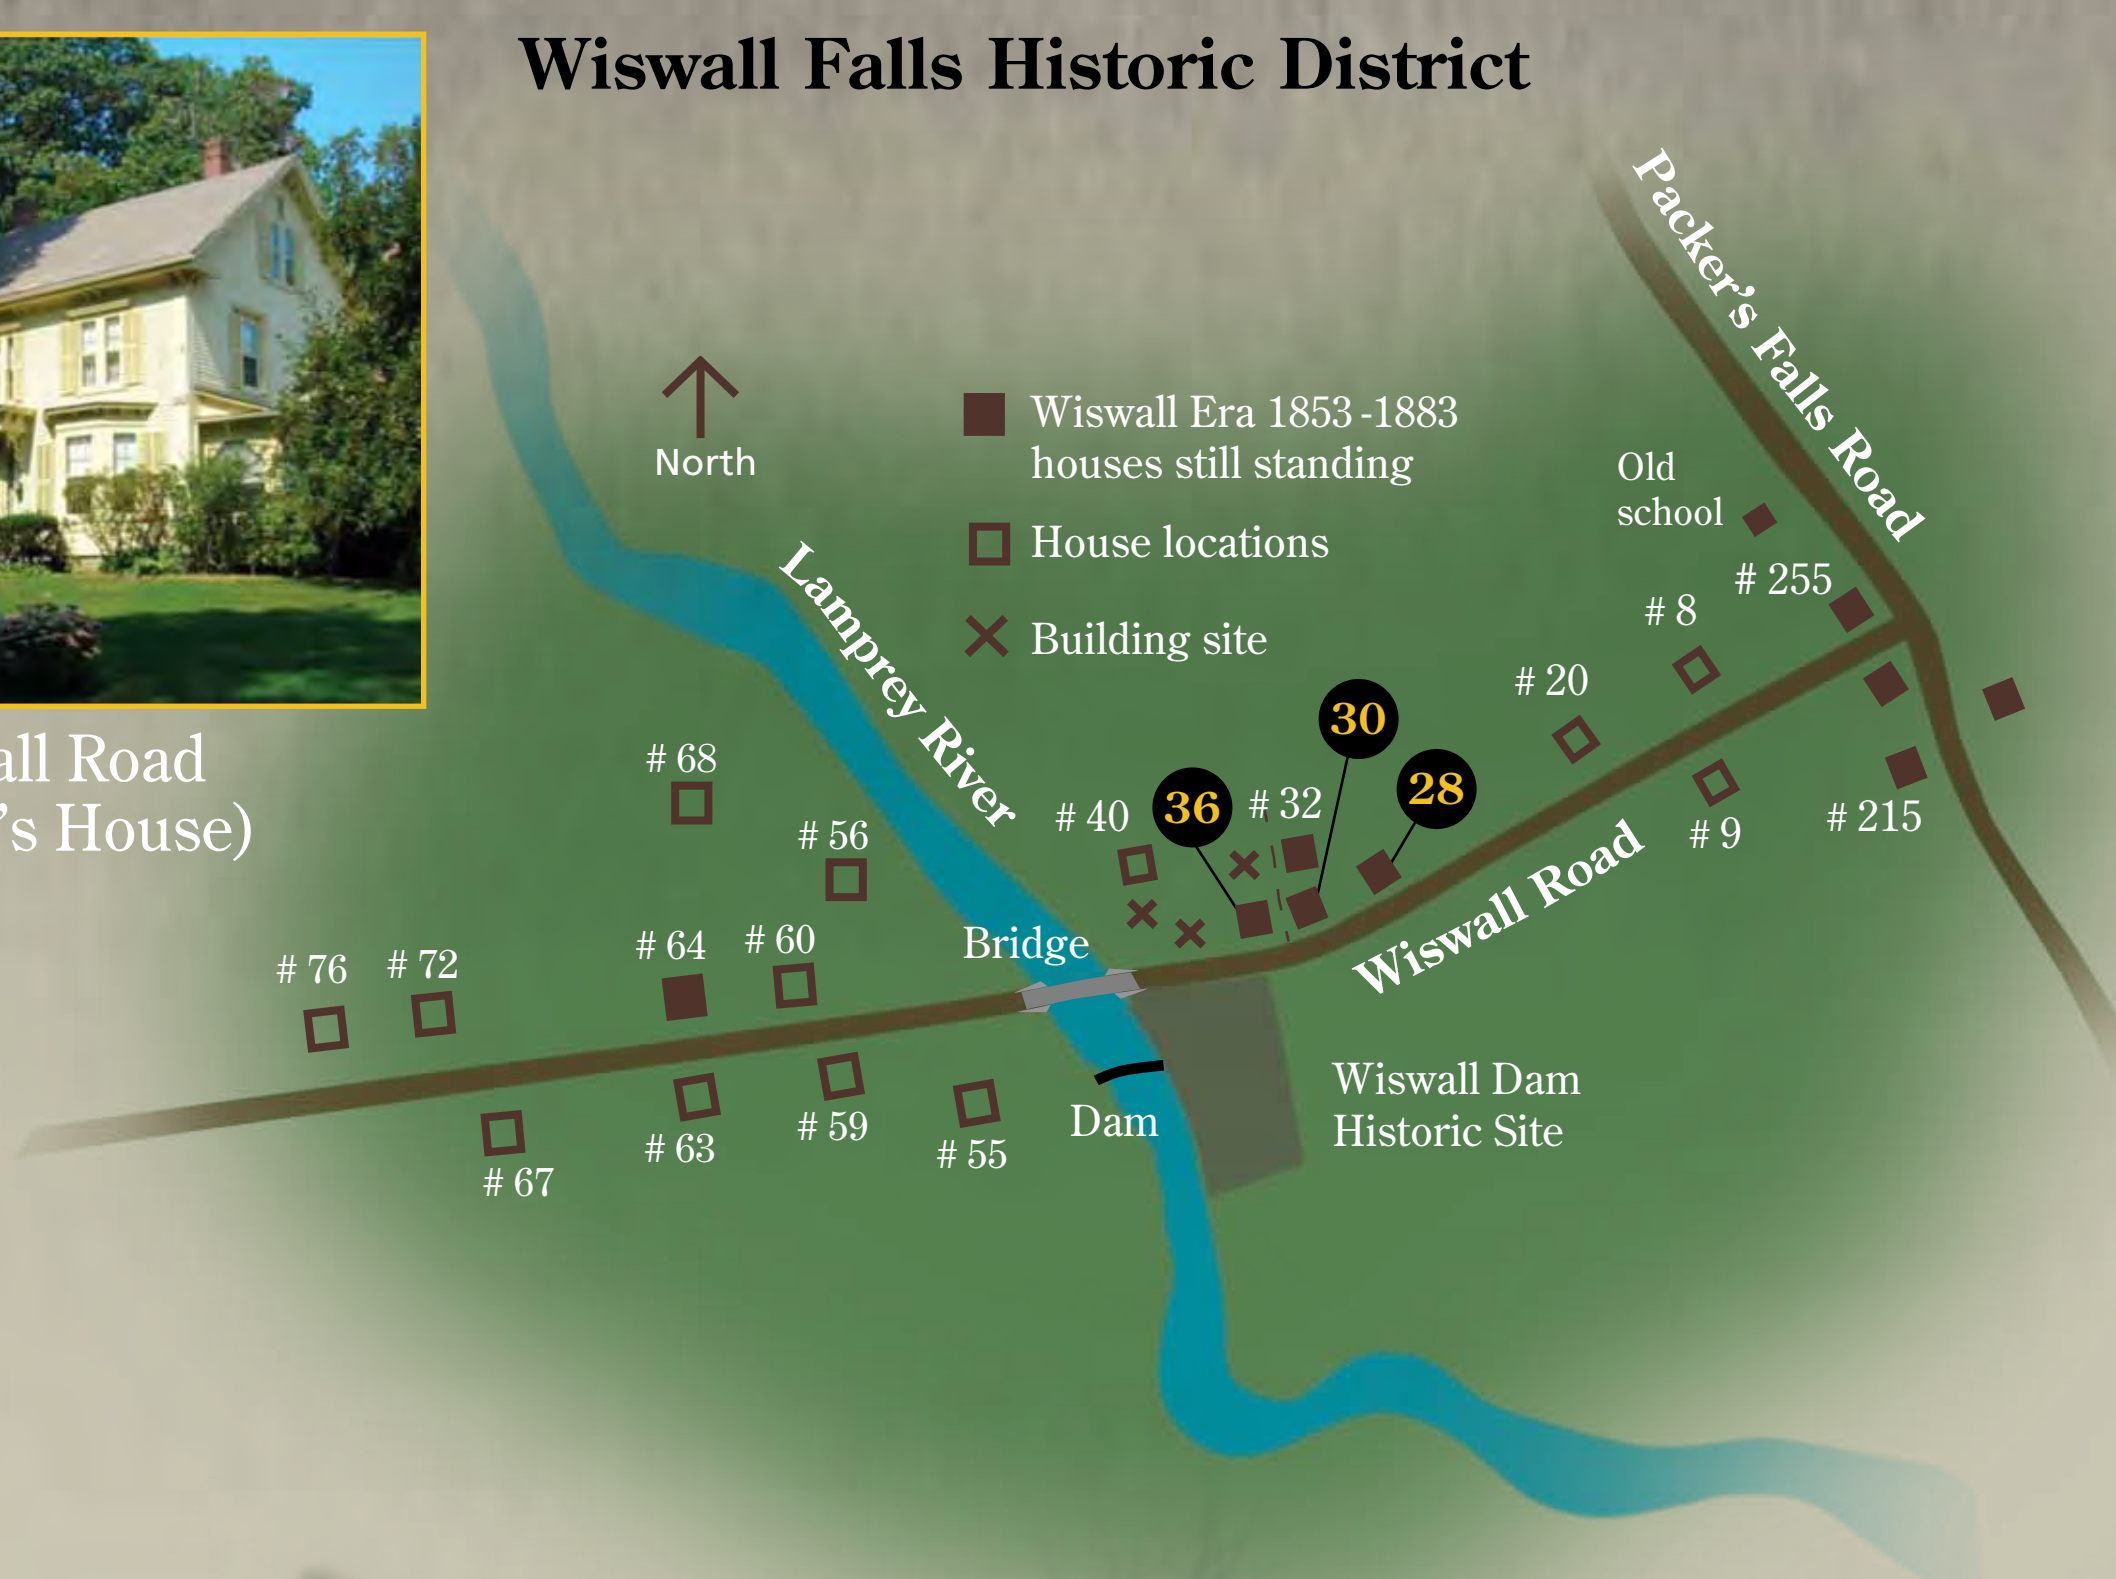 Wiswall Falls Historic District
Packer's Falls Road
North
Wiswall Era 1853-1883
houses still standing
House locations
Building site
Lamprey River
Old
school
# 255
# 8
# 20
30
28
36
# 32
# 40
# 9
# 215
Wiswall Road
all Road
's House)
# 68
# 56
Bridge
# 64
# 60
# 76
# 72
Wiswall Dam
Historic Site
Dam
# 67
# 63
# 59
# 55